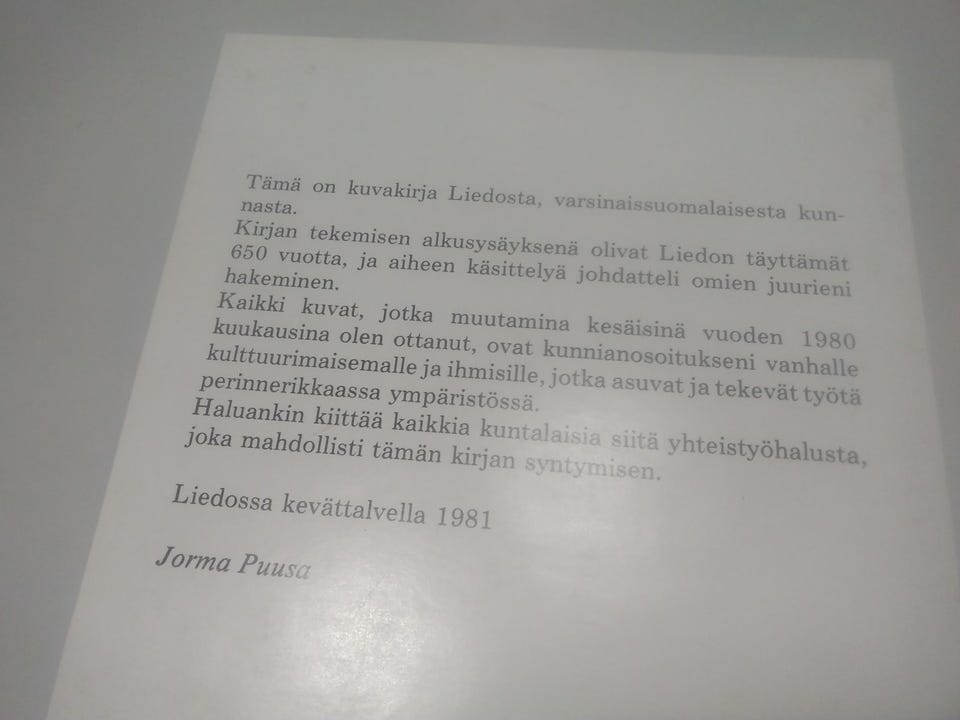 Tämä on kuvakirja Liedosta, varsinaissuomalaisesta kun-
nasta.
Kirjan tekemisen alkusysäyksenä olivat Liedon täyttämät
650 vuotta, ja aiheen käsittelyä johdatteli omien juurieni
hakeminen.
Kaikki kuvat, jotka muutamina kesäisinä vuoden 1980
kuukausina olen ottanut, ovat kunnianosoitukseni vanhalle
kulttuurimaisemalle ja ihmisille, jotka asuvat ja tekevät työtä
perinnerikkaassa ympäristössä.
Haluankin kiittää kaikkia kuntalaisia siitä yhteistyöhalusta,
joka mahdollisti tämän kirjan syntymisen.
Liedossa kevättalvella 1981
Jorma Puusa